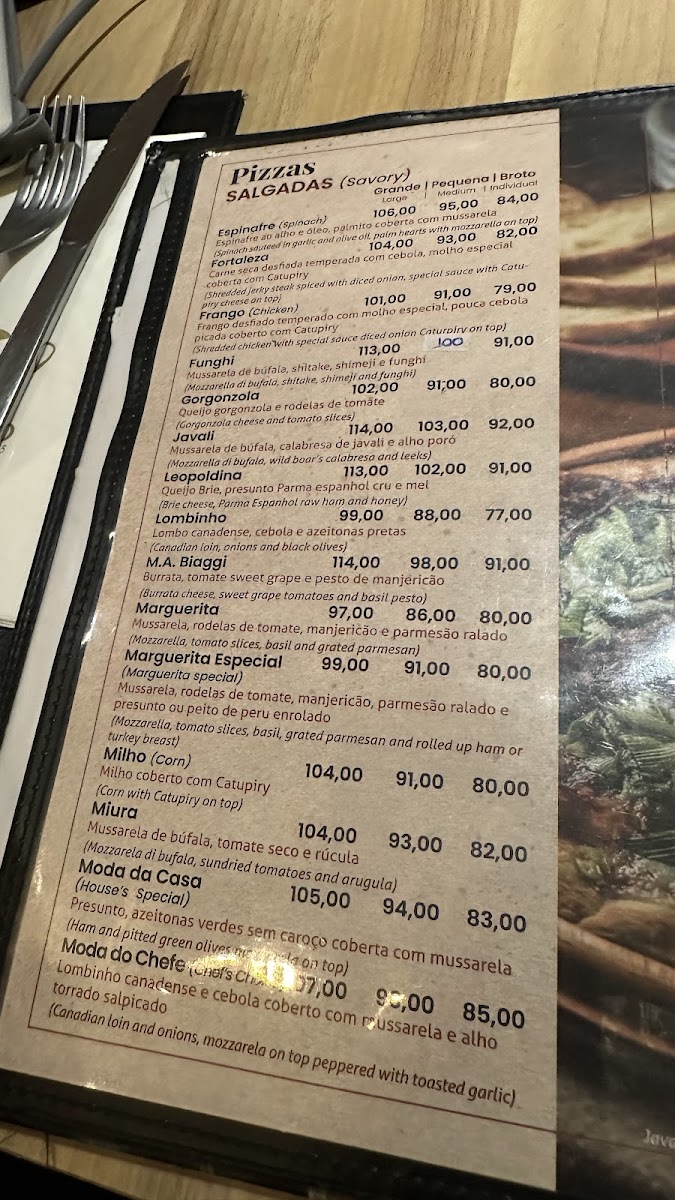 Pizzas
SALGADAS (Savory)
Grande | Pequena | Broto
Large | Medium | Individual
Espinafre (Spinach) 106,00 95,00 84,00
Espinafre ao alho e óleo, palmito coberta com mussarela
(Spinach sauteed in garlic and olive oil, palm hearts with mozzarella on top)
Fortaleza 104,00 93,00 82,00
Carne seca desfiada temperada com cebola, molho especial
coberta com Catupiry
(Shredded jerky steak spiced with diced onion, special sauce with Catu-
piry cheese on top)
Frango (Chicken) 101,00 91,00 79,00
Frango desfiado temperado com molho especial, pouca cebola
picada coberto com Catupiry
(Shredded chicken with special sauce diced onion Caturpiry on top)
Funghi 113,00 100 91,00
Mussarela de búfala, shitake, shimeji e funghi
(Mozzarella di bufala, shitake, shimeji and funghi)
Gorgonzola 102,00 91,00 80,00
Queijo gorgonzola e rodelas de tomate
(Gorgonzola cheese and tomato slices)
Javali 114,00 103,00 92,00
Mussarela de búfala, calabresa de javali e alho poró
(Mozzarella di bufala, wild boar's calabresa and leeks)
Leopoldina 113,00 102,00 91,00
Queijo Brie, presunto Parma espanhol cru e mel
(Brie cheese, Parma Espanhol raw ham and honey)
Lombinho 99,00 88,00 77,00
Lombo canadense, cebola e azeitonas pretas
(Canadian loin, onions and black olives)
M.A. Biaggi 114,00 98,00 91,00
Burrata, tomate sweet grape e pesto de manjericão
(Burrata cheese, sweet grape tomatoes and basil pesto)
Marguerita 97,00 86,00 80,00
Mussarela, rodelas de tomate, manjericão e parmesão ralado
(Mozzarella, tomato slices, basil and grated parmesan)
Marguerita Especial 99,00 91,00 80,00
(Marguerita special)
Mussarela, rodelas de tomate, manjericão, parmesão ralado e
presunto ou peito de peru enrolado
(Mozzarella, tomato slices, basil, grated parmesan and rolled up ham or
turkey breast)
Milho (Corn) 104,00 91,00 80,00
Milho coberto com Catupiry
(Corn with Catupiry on top)
Miura 104,00 93,00 82,00
Mussarela de búfala, tomate seco e rúcula
(Mozzarella di bufala, sundried tomatoes and arugula)
Moda da Casa 105,00 94,00 83,00
(House's Special)
Presunto, azeitonas verdes sem caroço coberta com mussarela
(Ham and pitted green olives on top)
Moda do Chefe (Chef's 85,00
Lombinho canadense e cebola coberto com mussarela e alho
torrado salpicado
(Canadian loin and onions, mozzarela on top peppered with toasted garlic)